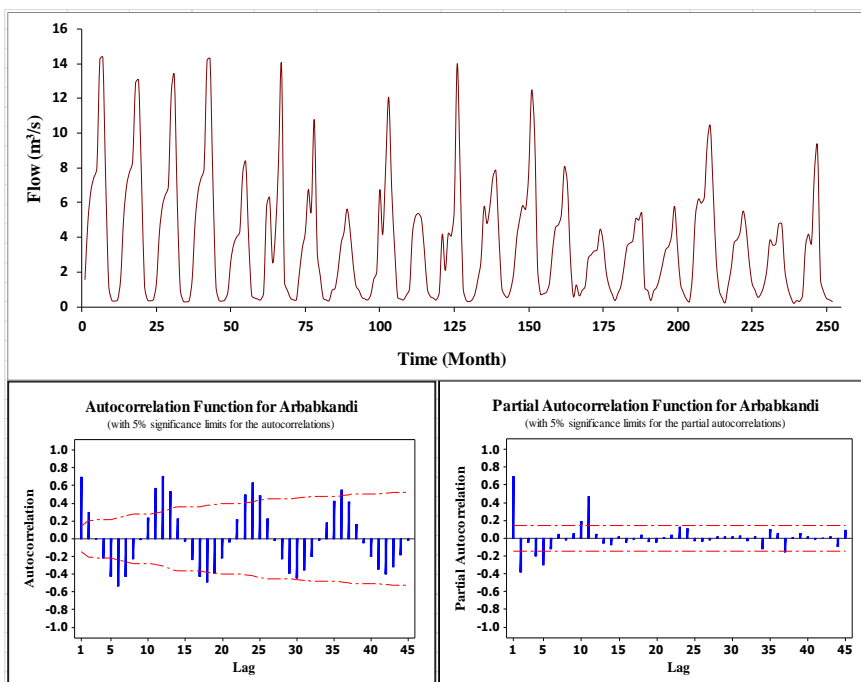 16
14
12
10
8
6
4
2
0
Flow (m³/s)
0 25 50 75 100 125 150 175 200 225 250
Time (Month)
Autocorrelation Function for Arbabkandi
(with 5% significance limits for the autocorrelations)
1.0
0.8
0.6
0.4
0.2
0.0
-0.2
-0.4
-0.6
-0.8
-1.0
Autocorrelation
1 5 10 15 20 25 30 35 40 45
Lag
Partial Autocorrelation Function for Arbabkandi
(with 5% significance limits for the partial autocorrelations)
1.0
0.8
0.6
0.4
0.2
0.0
-0.2
-0.4
-0.6
-0.8
-1.0
Partial Autocorrelation
1 5 10 15 20 25 30 35 40 45
Lag